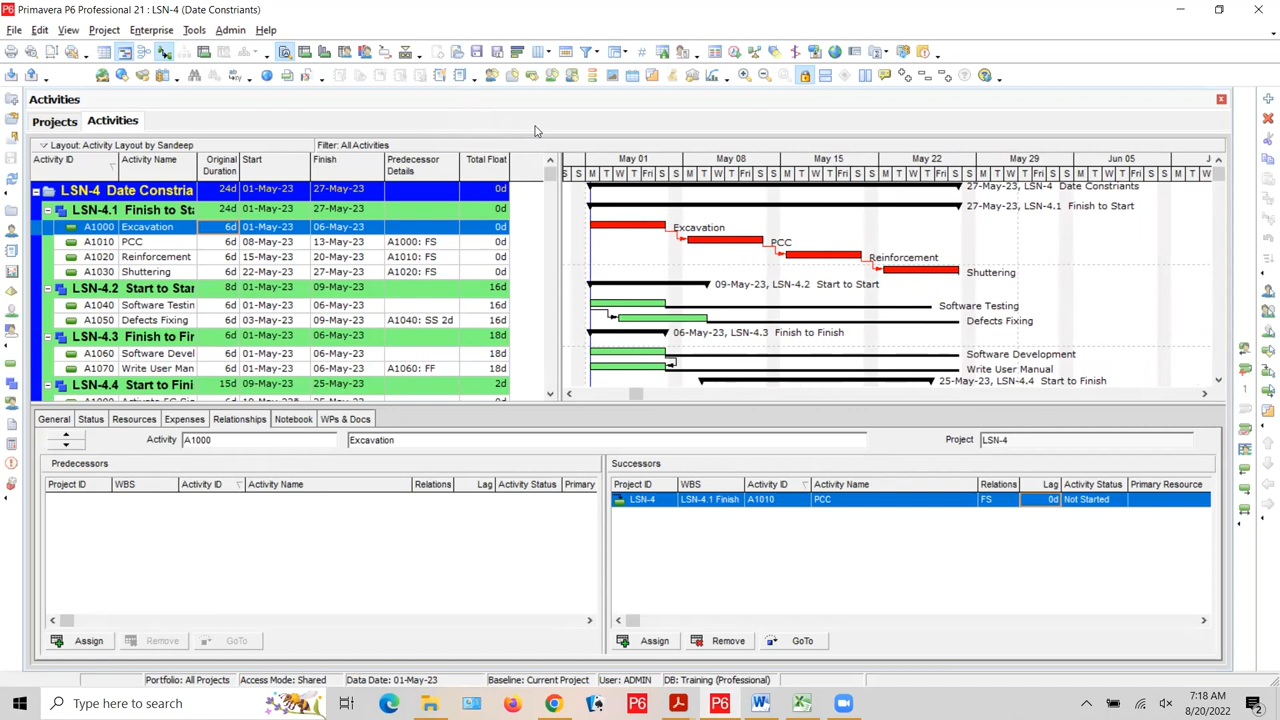 P6 Primavera P6 Professional 21 : LSN-4 (Date Constriants)
File Edit View Project Enterprise Tools Admin Help
Activities
Projects Activities
Layout: Activity Layout by Sandeep Filter: All Activities
Activity ID Activity Name Original Duration Start Finish Predecessor Details Total Float May 01 May 08 May 15 May 22 May 29 Jun 05 J
S M T W T Fri S S M T W T Fri S S M T W T Fri S S M T W T Fri S S M T W T Fri S S M T W T Fri S S
LSN-4 Date Constria 24d 01-May-23 27-May-23 0d 27-May-23, LSN-4 Date Constraints
LSN-4.1 Finish to Sta 24d 01-May-23 27-May-23 0d 27-May-23, LSN-4.1 Finish to Start
A1000 Excavation 6d 01-May-23 06-May-23 0d Excavation
A1010 PCC 6d 08-May-23 13-May-23 A1000: FS 0d PCC
A1020 Reinforcement 6d 15-May-23 20-May-23 A1010: FS 0d Reinforcement
A1030 Shuttering 6d 22-May-23 27-May-23 A1020: FS 0d Shuttering
LSN-4.2 Start to Star 8d 01-May-23 09-May-23 16d 09-May-23, LSN-4.2 Start to Start
A1040 Software Testin 6d 01-May-23 06-May-23 16d Software Testing
A1050 Defects Fixing 6d 03-May-23 09-May-23 A1040: SS 2d 16d Defects Fixing
LSN-4.3 Finish to Fir 6d 01-May-23 06-May-23 18d 06-May-23, LSN-4.3 Finish to Finish
A1060 Software Devel 6d 01-May-23 06-May-23 18d Software Development
A1070 Write User Man 6d 01-May-23 06-May-23 A1060: FF 18d Write User Manual
LSN-4.4 Start to Fini 15d 09-May-23 25-May-23 2d 25-May-23, LSN-4.4 Start to Finish
General Status Resources Expenses Relationships Notebook WPs & Docs
Activity A1000 Excavation Project LSN-4
Predecessors Successors
Project ID WBS Activity ID Activity Name Relations Lag Activity Status Primary Project ID WBS Activity ID Activity Name Relations Lag Activity Status Primary Resource
LSN-4 LSN-4.1 Finish A1010 PCC FS 0d Not Started
Assign Remove GoTo Assign Remove GoTo
Portfolio: All Projects Access Mode: Shared Data Date: 01-May-23 Baseline: Current Project User: ADMIN DB: Training (Professional)
Type here to search P6 P6 7:18 AM
8/20/2022 2